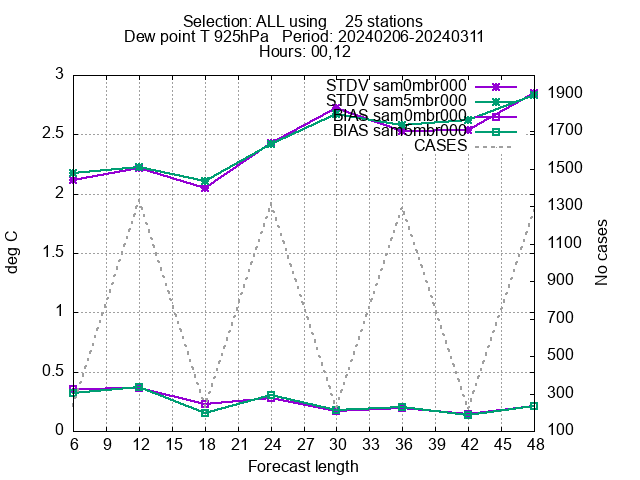 Selection: ALL using    25 stations
Dew point T 925hPa   Period: 20240206-20240311
Hours: 00,12
STDV sam0mbr000
STDV sam5mbr000
BIAS sam0mbr000
BIAS sam5mbr000
CASES
3
2.5
2
1.5
1
0.5
0
deg C
1900
1700
1500
1300
1100
900
700
500
300
100
No cases
6 9 12 15 18 21 24 27 30 33 36 39 42 45 48
Forecast length